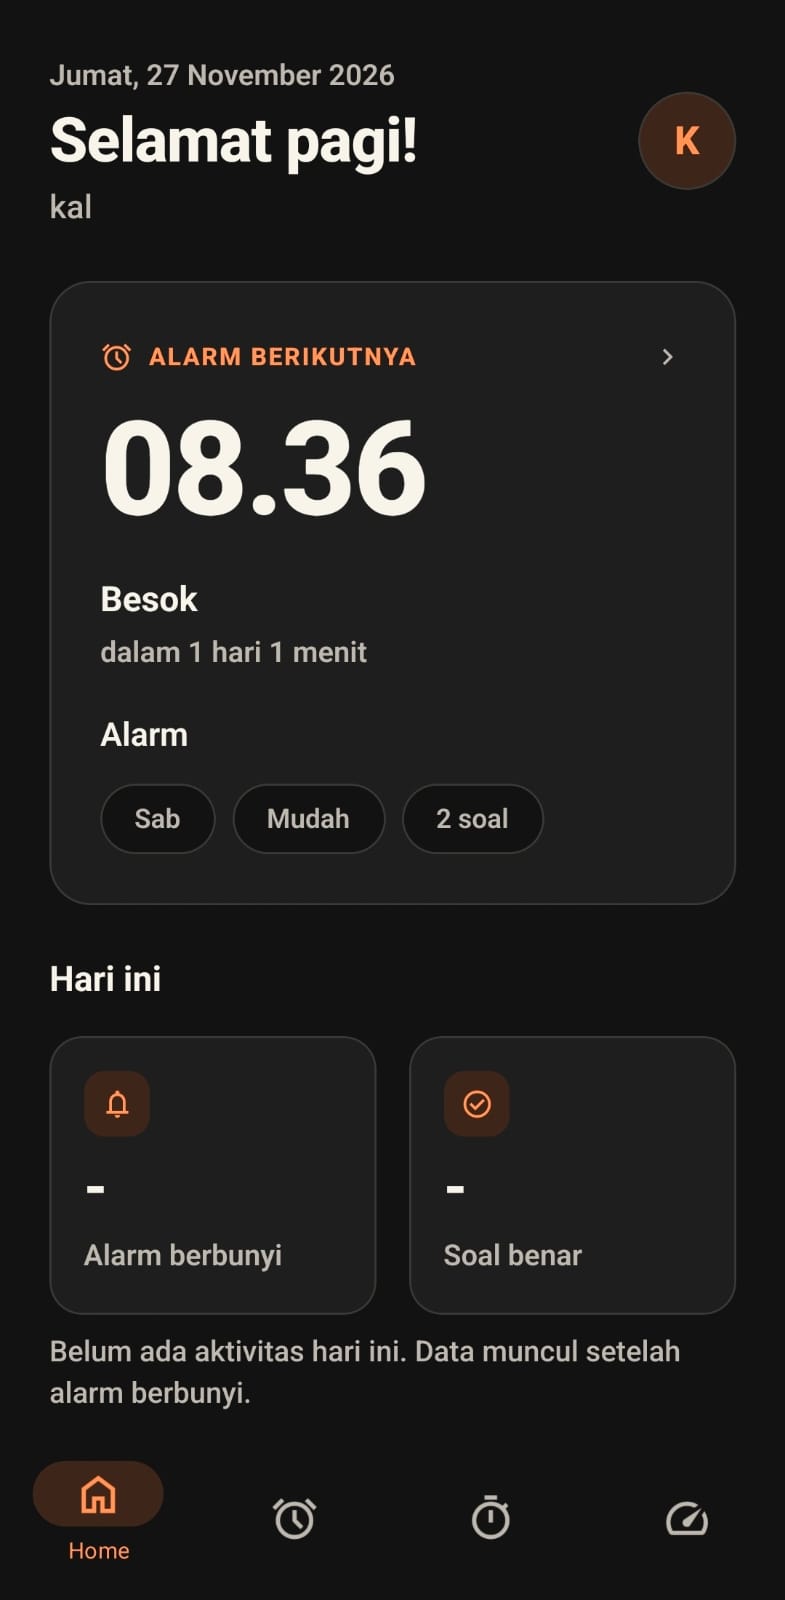 Jumat, 27 November 2026
Selamat pagi!
K
kal
ALARM BERIKUTNYA
08.36
Besok
dalam 1 hari 1 menit
Alarm
Sab
Mudah
2 soal
Hari ini
-
Alarm berbunyi
-
Soal benar
Belum ada aktivitas hari ini. Data muncul setelah
alarm berbunyi.
Home